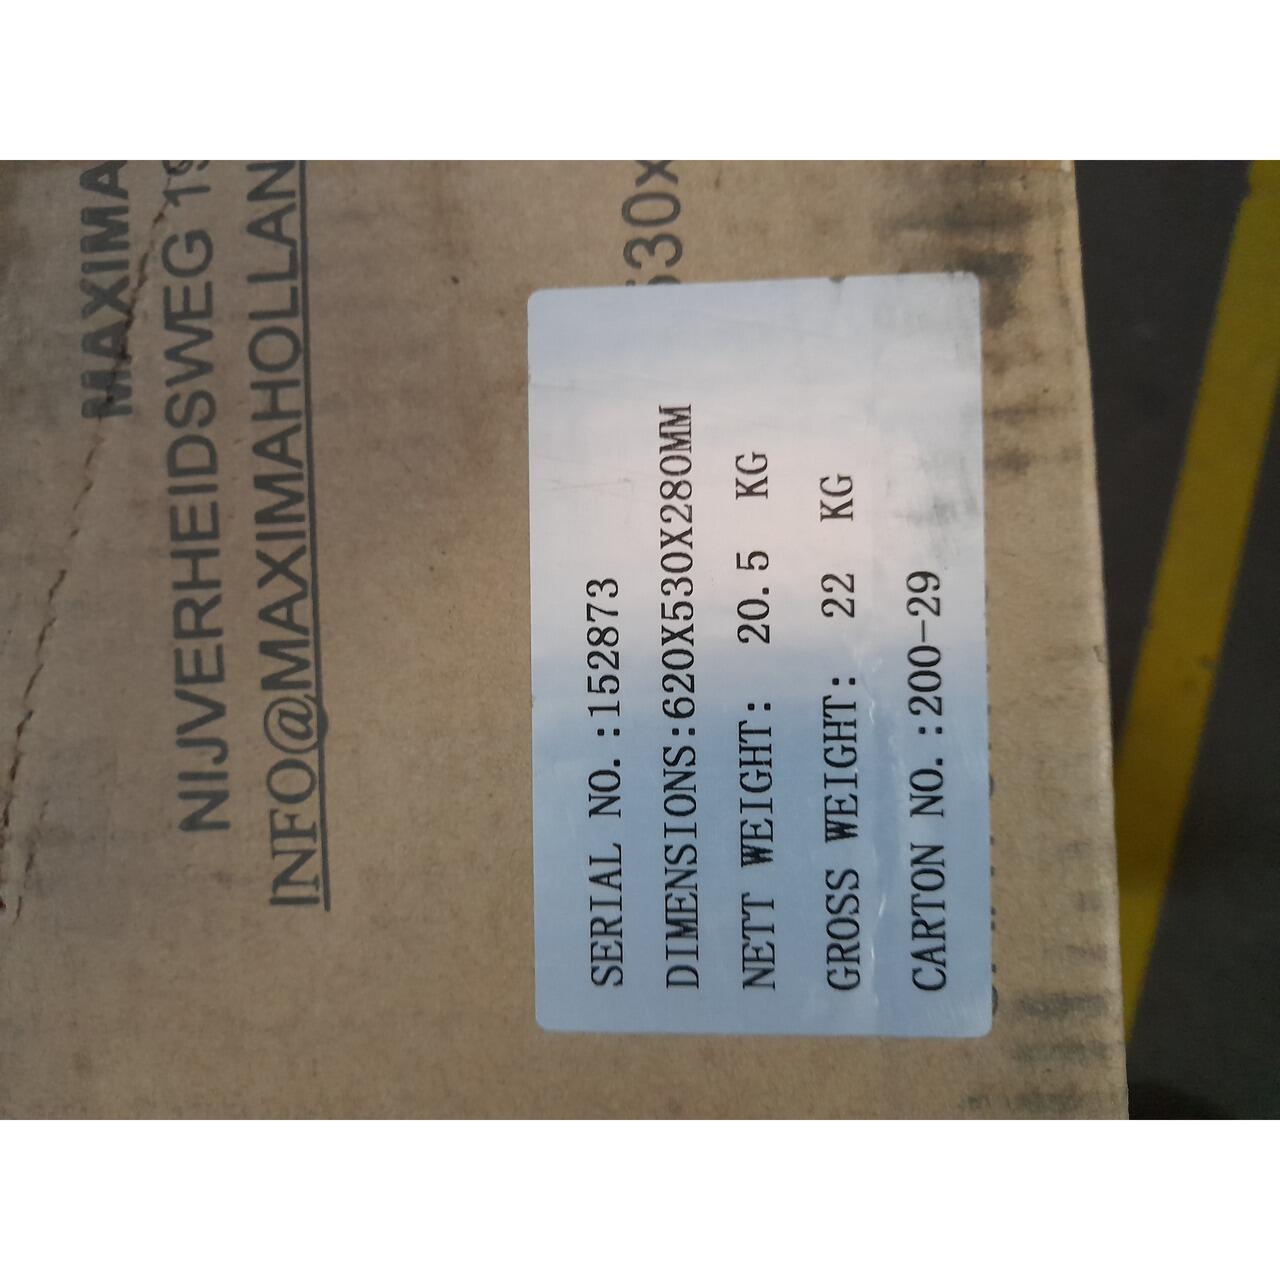 MAXIMA
NIJVERHEIDSWEG 19
INFO@MAXIMAHOLLAN
530x
SERIAL NO.:152873
DIMENSIONS:620X530X280MM
NETT WEIGHT: 20.5 KG
GROSS WEIGHT: 22 KG
CARTON NO.:200-29